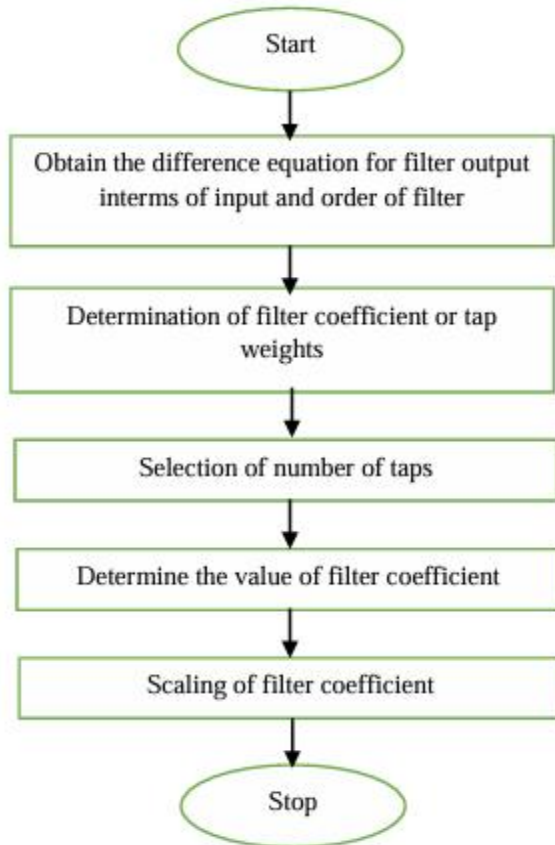 Start
Obtain the difference equation for filter output
interms of input and order of filter
Determination of filter coefficient or tap
weights
Selection of number of taps
Determine the value of filter coefficient
Scaling of filter coefficient
Stop